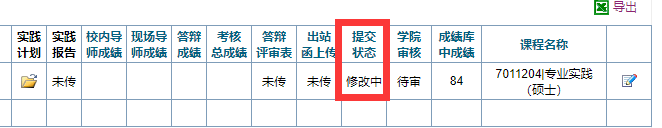 导出
实践计划 实践报告 校内导师成绩 现场导师成绩 答辩成绩 考核总成绩 答辩评审表 出站函上传 提交状态 学院审核 成绩库中成绩 课程名称
未传 未传 未传 修改中 待审 84 7011204|专业实践
(硕士)